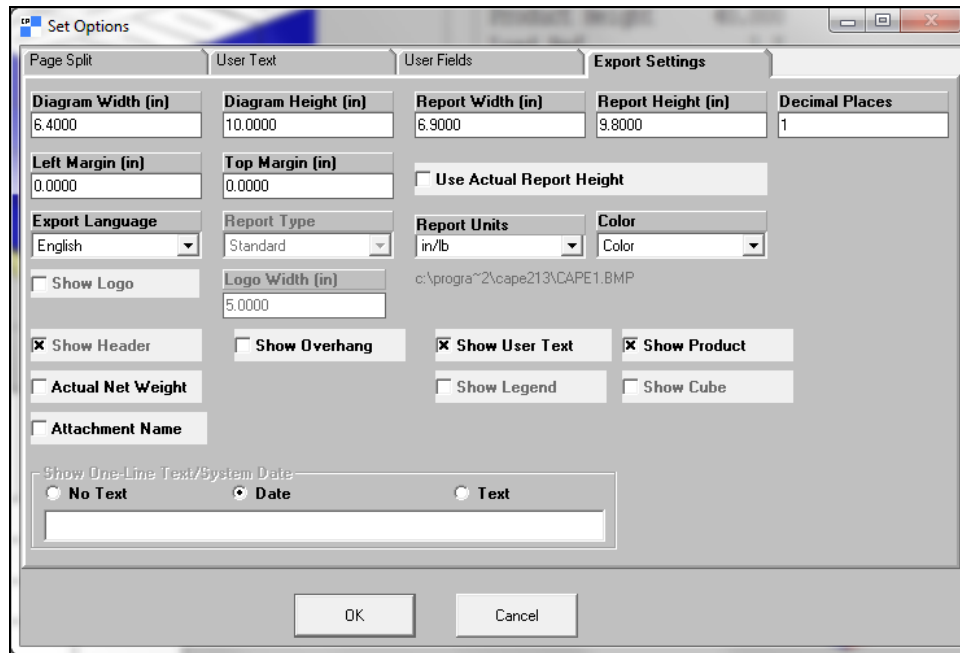 CP
Set Options
Page Split User Text User Fields Export Settings
Diagram Width (in) Diagram Height (in) Report Width (in) Report Height (in) Decimal Places
6.4000 10.0000 6.9000 9.8000 1
Left Margin (in) Top Margin (in)
0.0000 0.0000 Use Actual Report Height
Export Language Report Type Report Units Color
English Standard in/lb Color
Show Logo Logo Width (in) c:\progra~2\cape213\CAPE1.BMP
5.0000
Show Header Show Overhang Show User Text Show Product
Actual Net Weight Show Legend Show Cube
Attachment Name
Show One-Line Text/System Date
No Text Date Text
OK Cancel